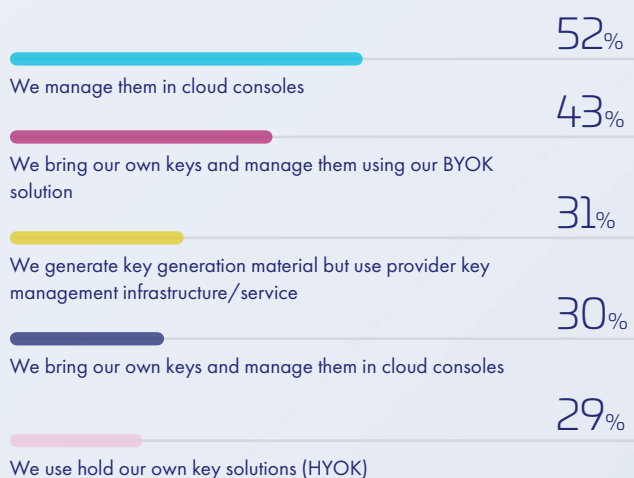 52%
We manage them in cloud consoles
43%
We bring our own keys and manage them using our BYOK
solution
31%
We generate key generation material but use provider key
management infrastructure/service
30%
We bring our own keys and manage them in cloud consoles
29%
We use hold our own key solutions (HYOK)